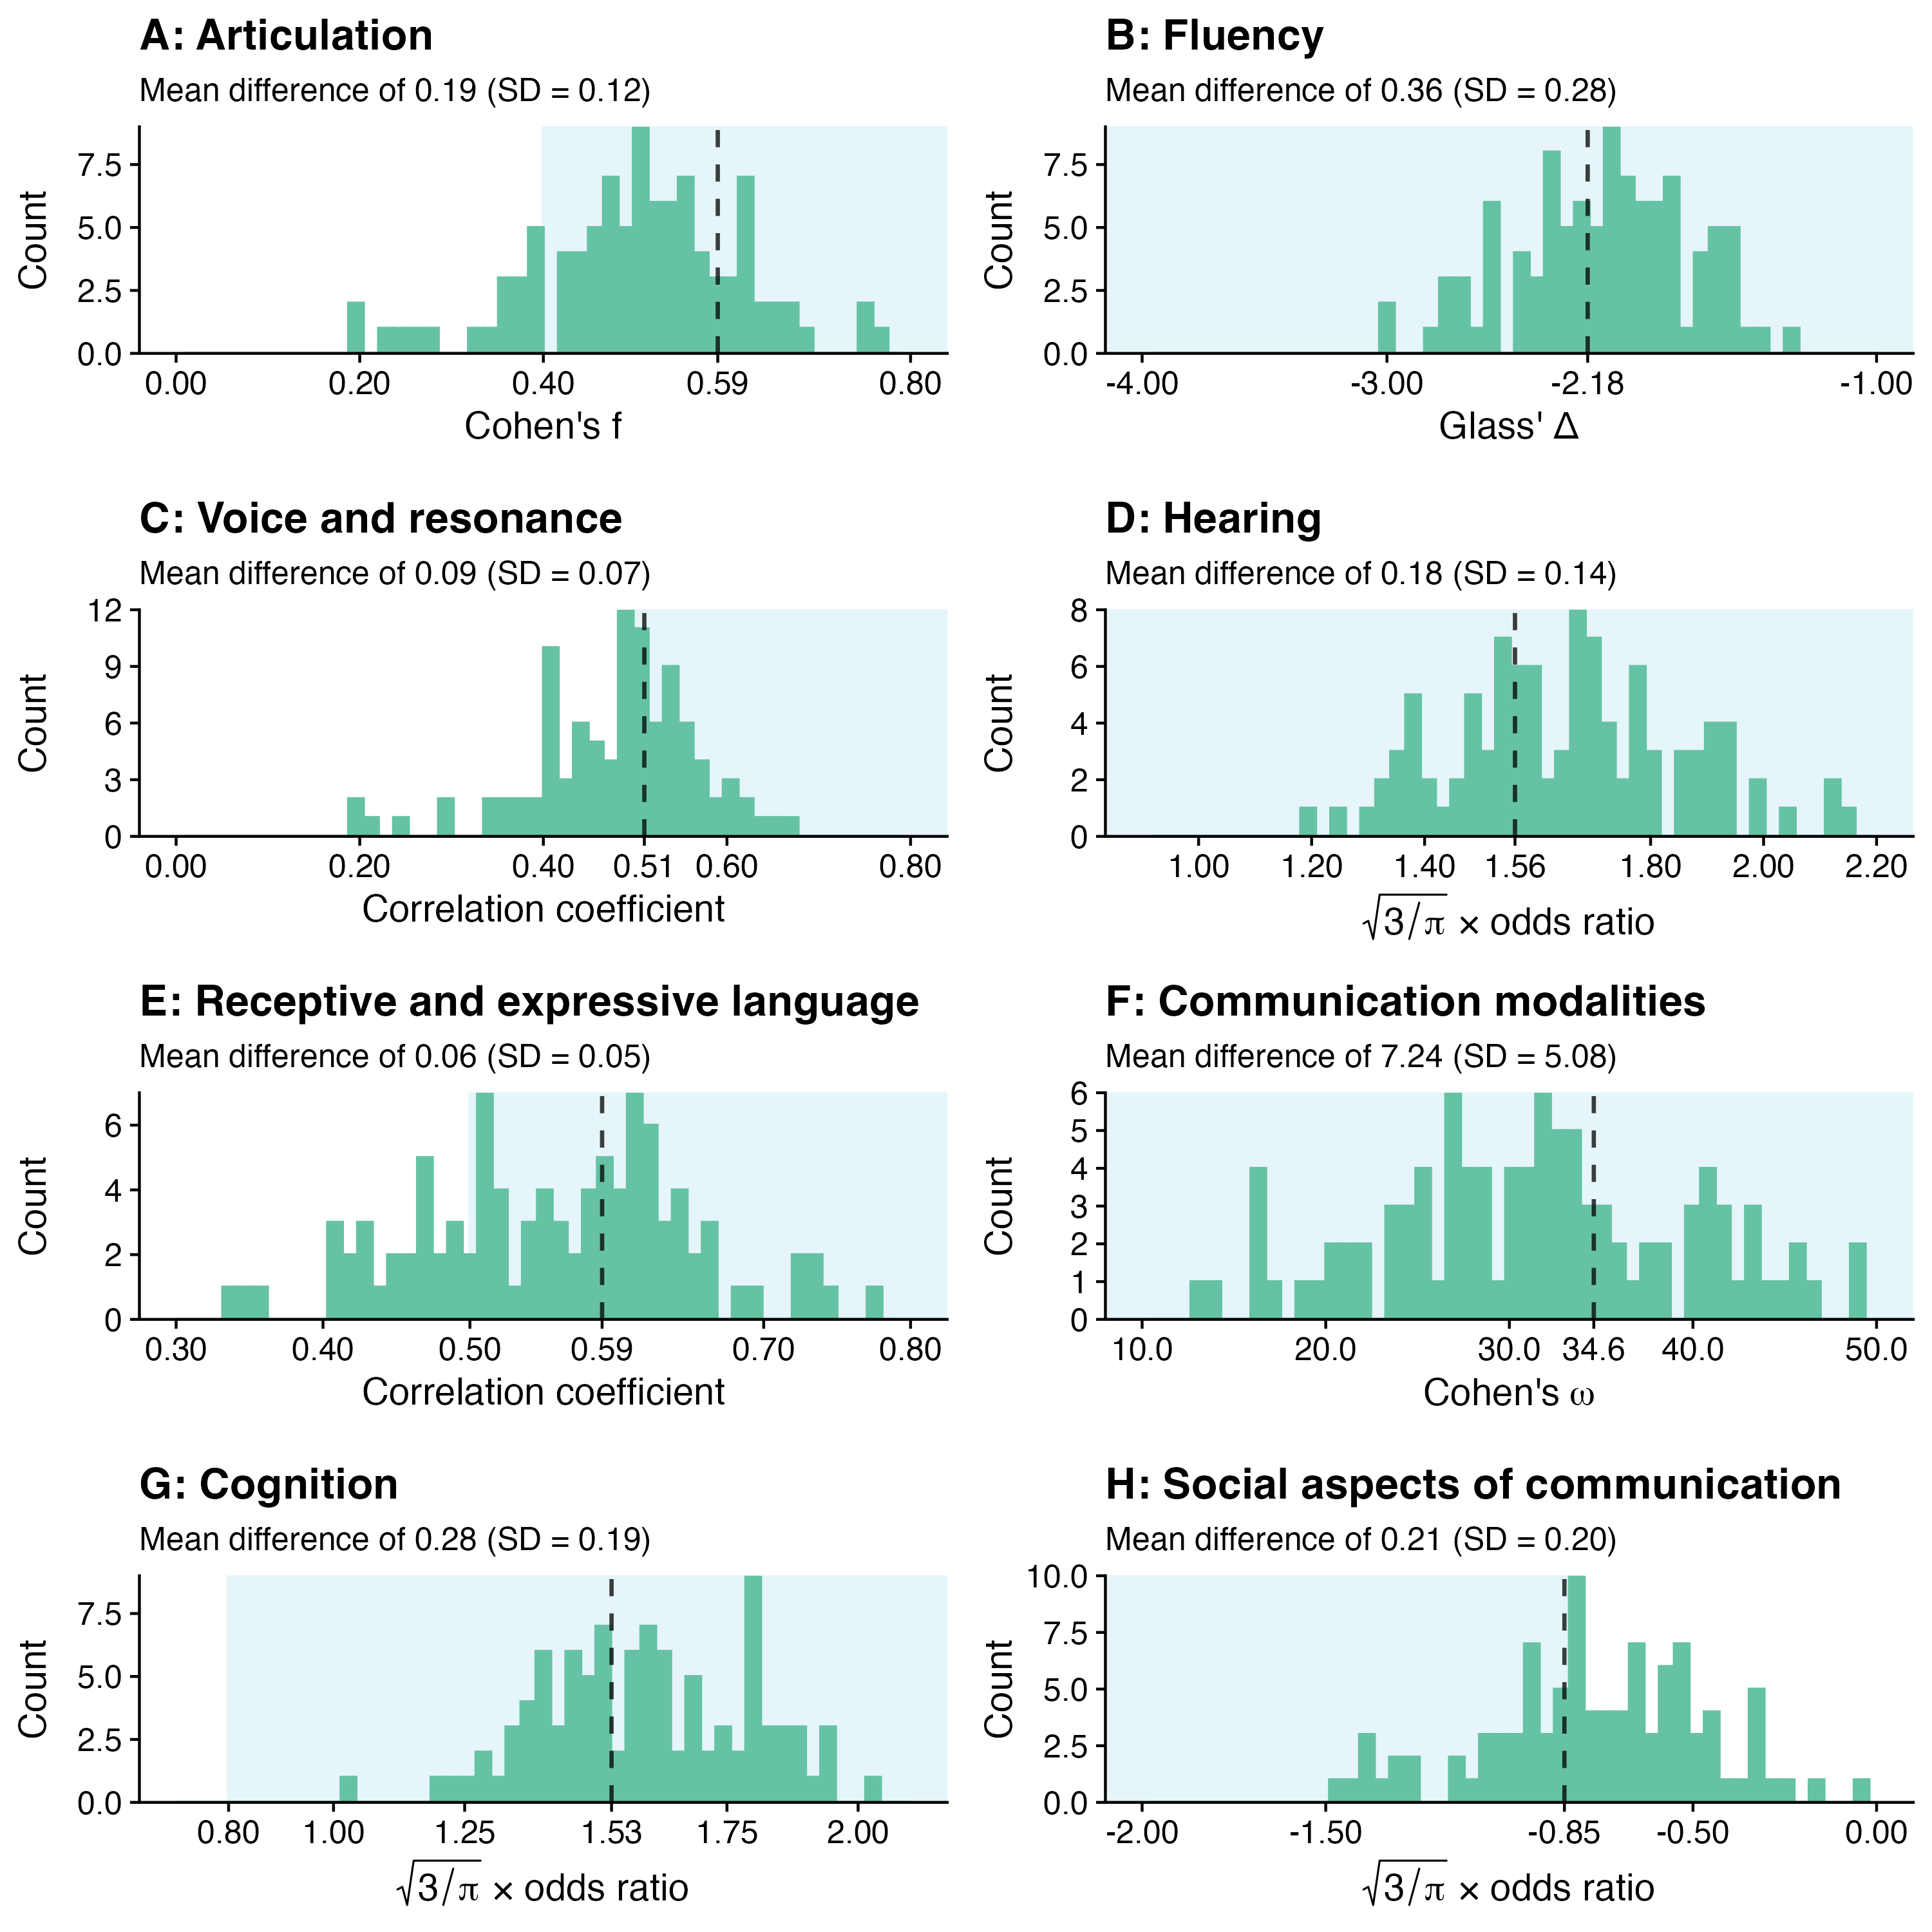 A: Articulation
Mean difference of 0.19 (SD = 0.12)
Count
7.5
5.0
2.5
0.0
0.00 0.20 0.40 0.59 0.80
Cohen's f
B: Fluency
Mean difference of 0.36 (SD = 0.28)
Count
7.5
5.0
2.5
0.0
-4.00 -3.00 -2.18 -1.00
Glass' Δ
C: Voice and resonance
Mean difference of 0.09 (SD = 0.07)
Count
12
9
6
3
0
0.00 0.20 0.40 0.51 0.60 0.80
Correlation coefficient
D: Hearing
Mean difference of 0.18 (SD = 0.14)
Count
8
6
4
2
0
1.00 1.20 1.40 1.56 1.80 2.00 2.20
√3/π × odds ratio
E: Receptive and expressive language
Mean difference of 0.06 (SD = 0.05)
Count
6
4
2
0
0.30 0.40 0.50 0.59 0.70 0.80
Correlation coefficient
F: Communication modalities
Mean difference of 7.24 (SD = 5.08)
Count
6
5
4
3
2
1
0
10.0 20.0 30.0 34.6 40.0 50.0
Cohen's ω
G: Cognition
Mean difference of 0.28 (SD = 0.19)
Count
7.5
5.0
2.5
0.0
0.80 1.00 1.25 1.53 1.75 2.00
√3/π × odds ratio
H: Social aspects of communication
Mean difference of 0.21 (SD = 0.20)
Count
10.0
7.5
5.0
2.5
0.0
-2.00 -1.50 -0.85 -0.50 0.00
√3/π × odds ratio